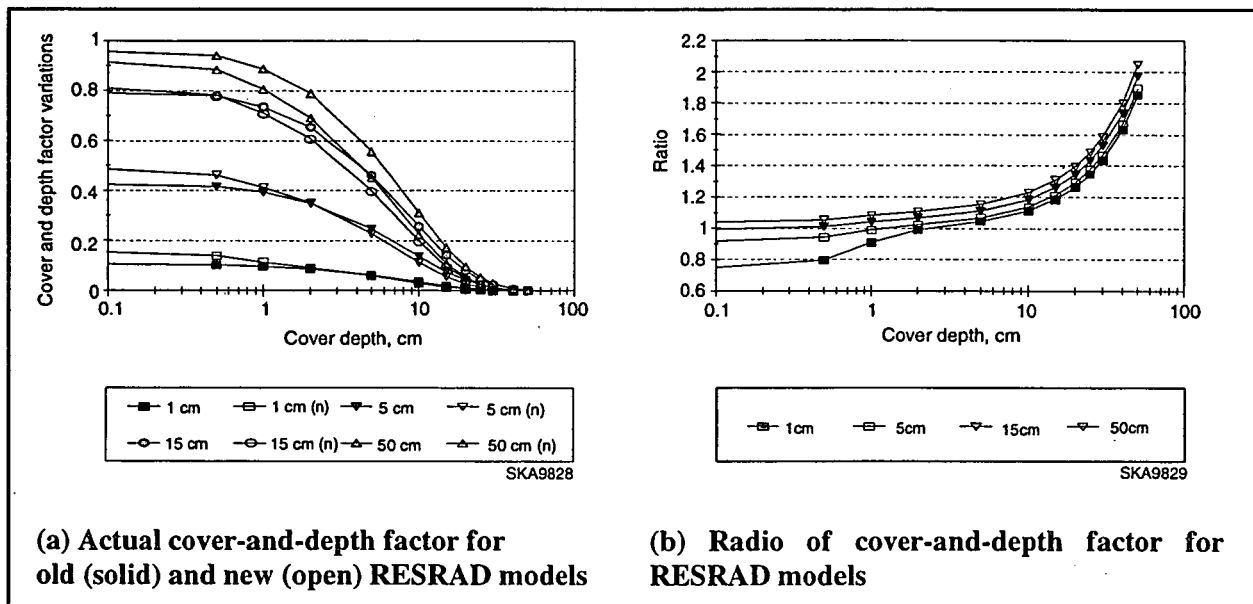 Cover and depth factor variations
1
0.8
0.6
0.4
0.2
0
0.1
1
10
100
Cover depth, cm
1 cm
1 cm (n)
5 cm
5 cm (n)
15 cm
15 cm (n)
50 cm
50 cm (n)
SKA9828
(a) Actual cover-and-depth factor for
old (solid) and new (open) RESRAD models
Ratio
2.2
2
1.8
1.6
1.4
1.2
1
0.8
0.6
0.1
1
10
100
Cover depth, cm
1cm
5cm
15cm
50cm
SKA9829
(b) Radio of cover-and-depth factor for
RESRAD models